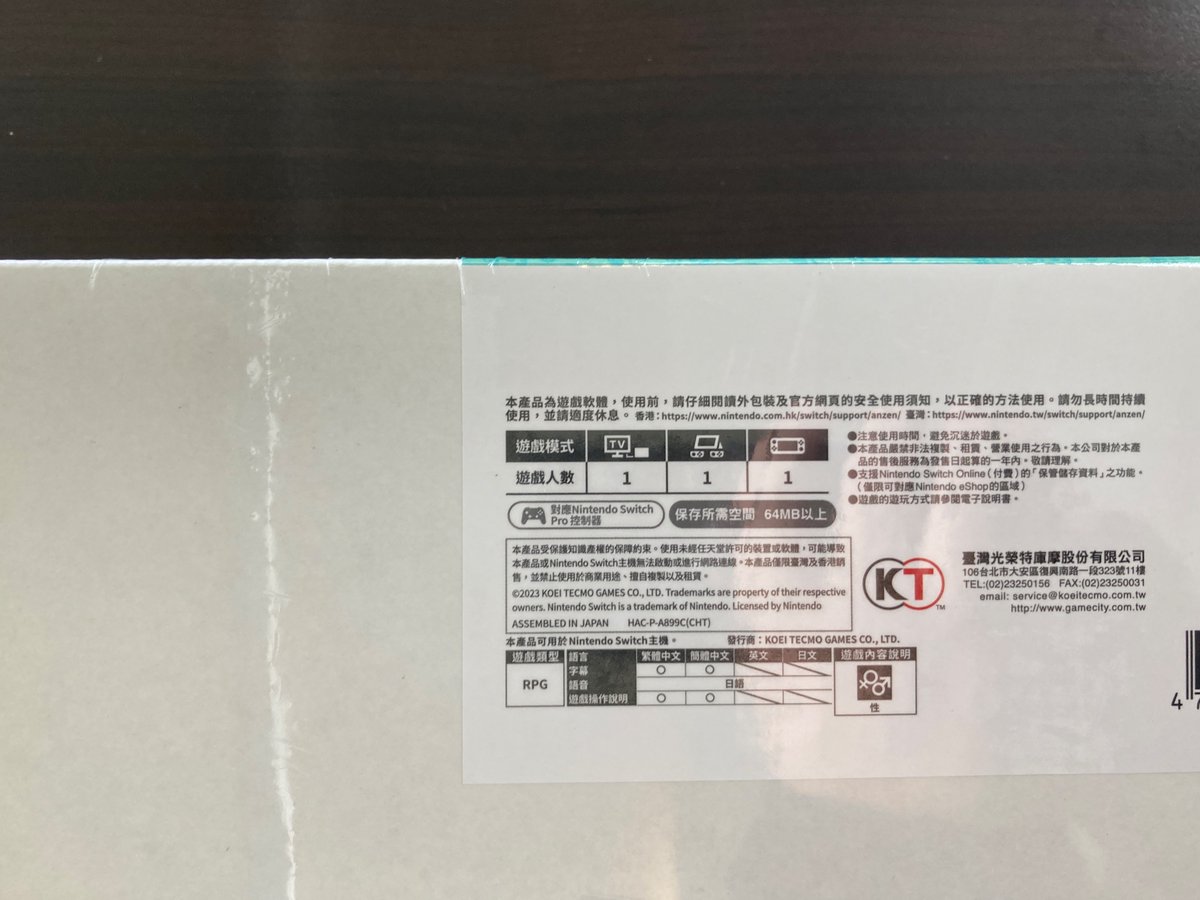 本產品為遊戲軟體，使用前，請仔細閱讀外包裝及官方網頁的安全使用須知，以正確的方法使用。請勿長時間持續
使用，並請適度休息。 香港：https://www.nintendo.com.hk/switch/support/anzen/ 臺灣：https://www.nintendo.tw/switch/support/anzen/
遊戲模式 TV
遊戲人數 1 1 1
對應Nintendo Switch
Pro 控制器
保存所需空間 64MB以上
●注意使用時間，避免沉迷於遊戲。
●本產品嚴禁非法複製、租賃、營業使用之行為。本公司對於本產
品的售後服務為發售日起算的一年內。敬請理解。
●支援Nintendo Switch Online（付費）的「保管儲存資料」之功能。
（僅限可對應Nintendo eShop的區域）
●遊戲的遊玩方式請參閱電子說明書。
本產品受保護知識產權的保障約束。使用未經任天堂許可的裝置或軟體，可能導致
本產品或Nintendo Switch主機無法啟動或進行網路連線。本產品僅限臺灣及香港銷
售，並禁止使用於商業用途、擅自複製以及租賃。
©2023 KOEI TECMO GAMES CO., LTD. Trademarks are property of their respective
owners. Nintendo Switch is a trademark of Nintendo. Licensed by Nintendo
ASSEMBLED IN JAPAN HAC-P-A899C(CHT)
KT TM
臺灣光榮特庫摩股份有限公司
106台北市大安區復興南路一段323號11樓
TEL:(02)23250156 FAX:(02)23250031
email: service@koeitecmo.com.tw
http://www.gamecity.com.tw
本產品可用於Nintendo Switch主機。 發行商：KOEI TECMO GAMES CO., LTD.
遊戲類型 語言 繁體中文 簡體中文 英文 日文 遊戲內容說明
字幕 ○ ○
RPG 語音 日語
遊戲操作說明 ○ ○
性
4 7